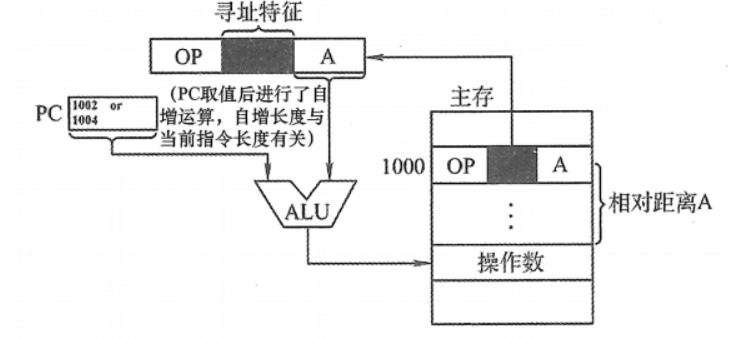 寻址特征
OP A
PC 1002 or
1004
(PC取值后进行了自
增运算，自增长度与
当前指令长度有关)
主存
1000 OP A
ALU
⋮
相对距离A
操作数